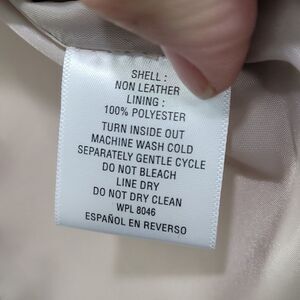 SHELL :
NON LEATHER
LINING :
100% POLYESTER
TURN INSIDE OUT
MACHINE WASH COLD
SEPARATELY GENTLE CYCLE
DO NOT BLEACH
LINE DRY
DO NOT DRY CLEAN
WPL 8046
ESPAÑOL EN REVERSO